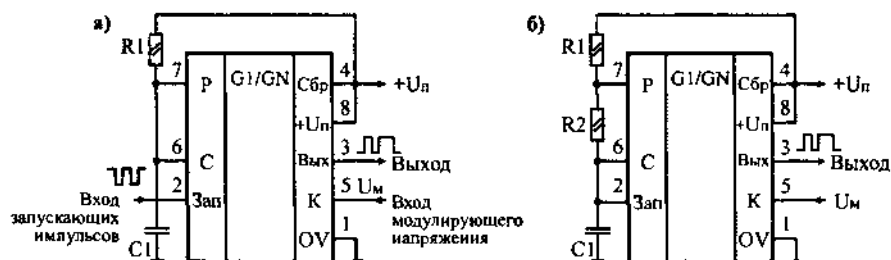 а)
R1
7
P
G1/GN
Сбр
4
+Uп
8
+Uп
6
C
Вых
3
Выход
2
Зап
К
5
Uм
Вход
запускающих
импульсов
Вход
модулирующего
напряжения
C1
OV
1
б)
R1
7
P
G1/GN
Сбр
4
+Uп
8
+Uп
R2
6
C
Вых
3
Выход
2
Зап
К
5
Uм
C1
OV
1